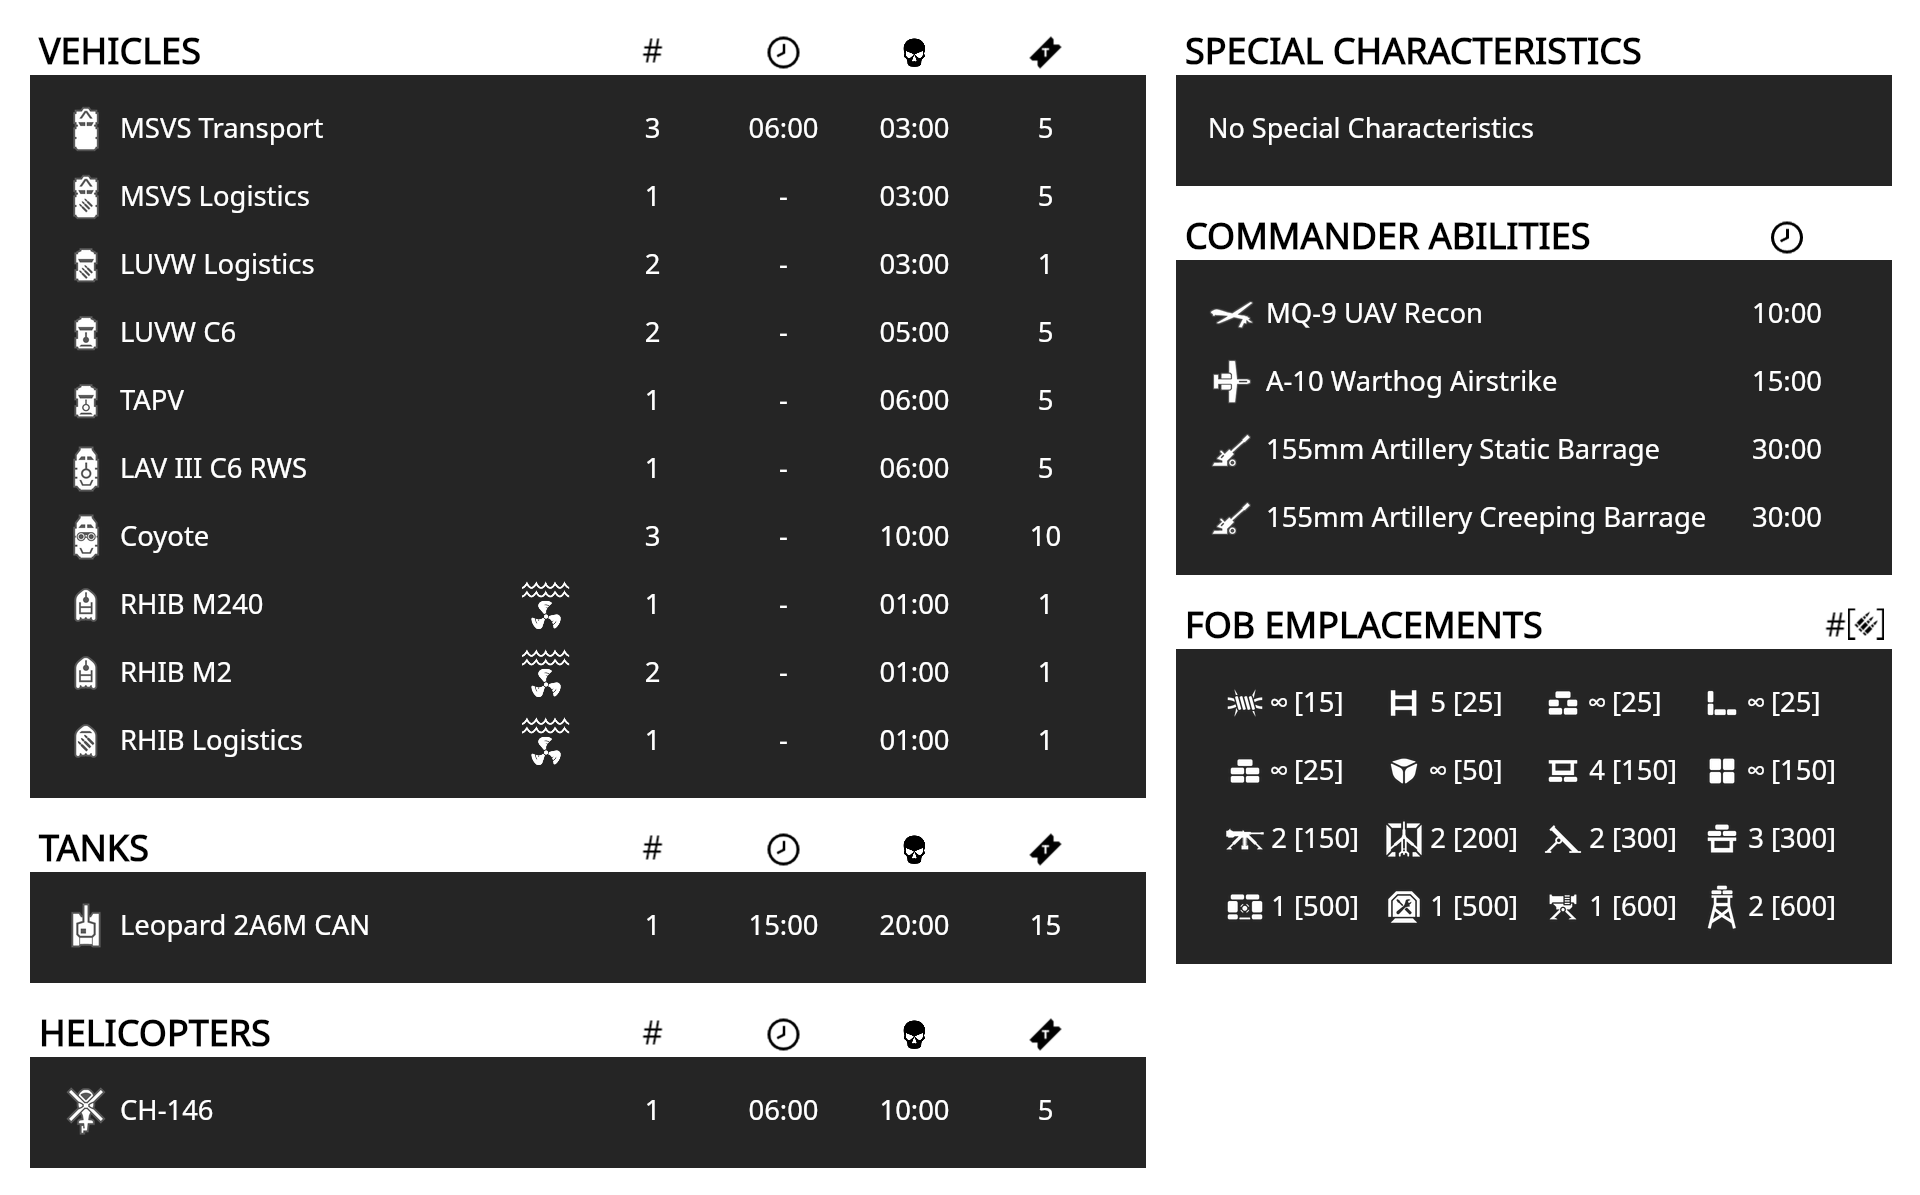 VEHICLES #
MSVS Transport 3 06:00 03:00 5
MSVS Logistics 1 - 03:00 5
LUVW Logistics 2 - 03:00 1
LUVW C6 2 - 05:00 5
TAPV 1 - 06:00 5
LAV III C6 RWS 1 - 06:00 5
Coyote 3 - 10:00 10
RHIB M240 1 - 01:00 1
RHIB M2 2 - 01:00 1
RHIB Logistics 1 - 01:00 1
TANKS #
Leopard 2A6M CAN 1 15:00 20:00 15
HELICOPTERS #
CH-146 1 06:00 10:00 5
SPECIAL CHARACTERISTICS
No Special Characteristics
COMMANDER ABILITIES
MQ-9 UAV Recon 10:00
A-10 Warthog Airstrike 15:00
155mm Artillery Static Barrage 30:00
155mm Artillery Creeping Barrage 30:00
FOB EMPLACEMENTS #[]
∞ [15] 5 [25] ∞ [25] ∞ [25]
∞ [25] ∞ [50] 4 [150] ∞ [150]
2 [150] 2 [200] 2 [300] 3 [300]
1 [500] 1 [500] 1 [600] 2 [600]